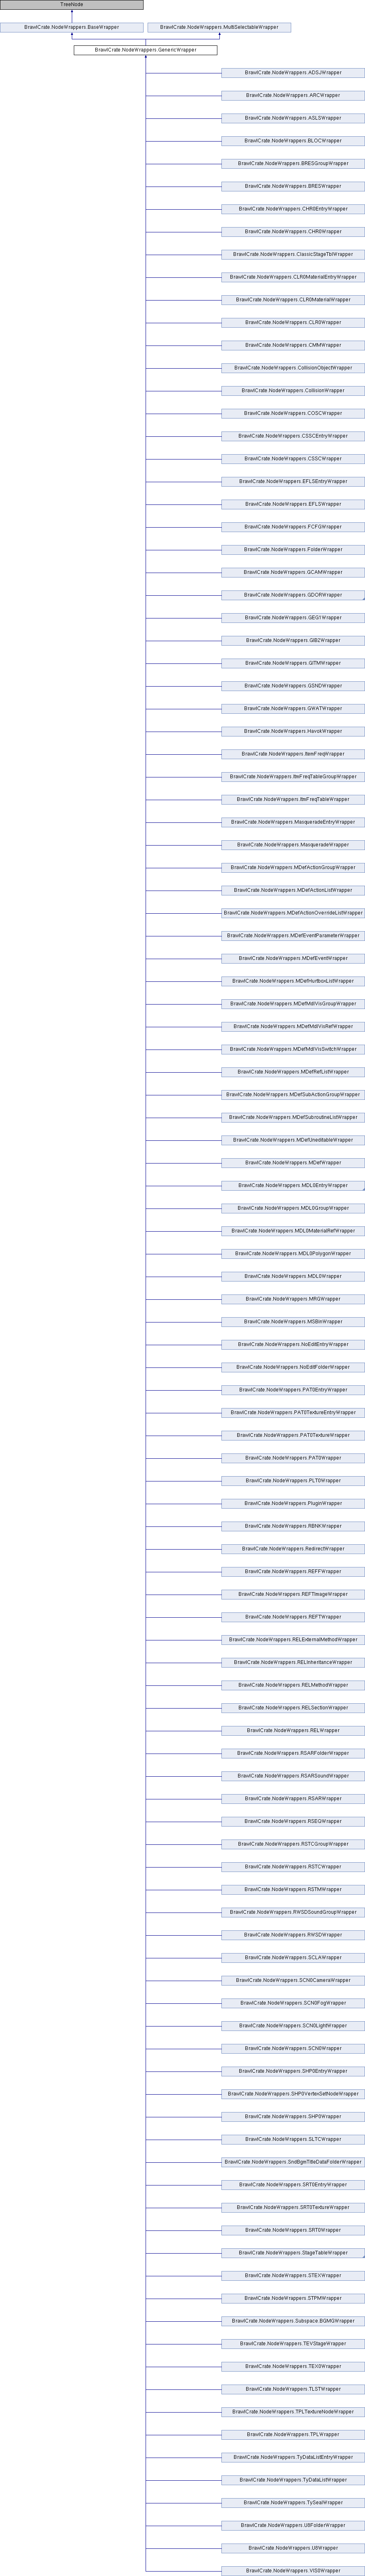 TreeNode
BrawlCrate.NodeWrappers.BaseWrapper
BrawlCrate.NodeWrappers.MultiSelectableWrapper
BrawlCrate.NodeWrappers.GenericWrapper
BrawlCrate.NodeWrappers.ADSJWrapper
BrawlCrate.NodeWrappers.ARCWrapper
BrawlCrate.NodeWrappers.ASLSWrapper
BrawlCrate.NodeWrappers.BLOCWrapper
BrawlCrate.NodeWrappers.BRESGroupWrapper
BrawlCrate.NodeWrappers.BRESWrapper
BrawlCrate.NodeWrappers.CHR0EntryWrapper
BrawlCrate.NodeWrappers.CHR0Wrapper
BrawlCrate.NodeWrappers.ClassicStageTblWrapper
BrawlCrate.NodeWrappers.CLR0MaterialEntryWrapper
BrawlCrate.NodeWrappers.CLR0MaterialWrapper
BrawlCrate.NodeWrappers.CLR0Wrapper
BrawlCrate.NodeWrappers.CMMWrapper
BrawlCrate.NodeWrappers.CollisionObjectWrapper
BrawlCrate.NodeWrappers.CollisionWrapper
BrawlCrate.NodeWrappers.COSCWrapper
BrawlCrate.NodeWrappers.CSSCEntryWrapper
BrawlCrate.NodeWrappers.CSSCWrapper
BrawlCrate.NodeWrappers.EFLSEntryWrapper
BrawlCrate.NodeWrappers.EFLSWrapper
BrawlCrate.NodeWrappers.FCFGWrapper
BrawlCrate.NodeWrappers.FolderWrapper
BrawlCrate.NodeWrappers.GCAMWrapper
BrawlCrate.NodeWrappers.GDORWrapper
BrawlCrate.NodeWrappers.GEG1Wrapper
BrawlCrate.NodeWrappers.GIB2Wrapper
BrawlCrate.NodeWrappers.GITMWrapper
BrawlCrate.NodeWrappers.GSNDWrapper
BrawlCrate.NodeWrappers.GWATWrapper
BrawlCrate.NodeWrappers.HavokWrapper
BrawlCrate.NodeWrappers.ItemFreqWrapper
BrawlCrate.NodeWrappers.ItmFreqTableGroupWrapper
BrawlCrate.NodeWrappers.ItmFreqTableWrapper
BrawlCrate.NodeWrappers.MasqueradeEntryWrapper
BrawlCrate.NodeWrappers.MasqueradeWrapper
BrawlCrate.NodeWrappers.MDefActionGroupWrapper
BrawlCrate.NodeWrappers.MDefActionListWrapper
BrawlCrate.NodeWrappers.MDefActionOverrideListWrapper
BrawlCrate.NodeWrappers.MDefEventParameterWrapper
BrawlCrate.NodeWrappers.MDefEventWrapper
BrawlCrate.NodeWrappers.MDefHurtboxListWrapper
BrawlCrate.NodeWrappers.MDefMdlVisGroupWrapper
BrawlCrate.NodeWrappers.MDefMdlVisRefWrapper
BrawlCrate.NodeWrappers.MDefMdlVisSwitchWrapper
BrawlCrate.NodeWrappers.MDefRefListWrapper
BrawlCrate.NodeWrappers.MDefSubActionGroupWrapper
BrawlCrate.NodeWrappers.MDefSubroutineListWrapper
BrawlCrate.NodeWrappers.MDefUneditableWrapper
BrawlCrate.NodeWrappers.MDefWrapper
BrawlCrate.NodeWrappers.MDL0EntryWrapper
BrawlCrate.NodeWrappers.MDL0GroupWrapper
BrawlCrate.NodeWrappers.MDL0MaterialRefWrapper
BrawlCrate.NodeWrappers.MDL0PolygonWrapper
BrawlCrate.NodeWrappers.MDL0Wrapper
BrawlCrate.NodeWrappers.MRGWrapper
BrawlCrate.NodeWrappers.MSBinWrapper
BrawlCrate.NodeWrappers.NoEditEntryWrapper
BrawlCrate.NodeWrappers.NoEditFolderWrapper
BrawlCrate.NodeWrappers.PAT0EntryWrapper
BrawlCrate.NodeWrappers.PAT0TextureEntryWrapper
BrawlCrate.NodeWrappers.PAT0TextureWrapper
BrawlCrate.NodeWrappers.PAT0Wrapper
BrawlCrate.NodeWrappers.PLT0Wrapper
BrawlCrate.NodeWrappers.PluginWrapper
BrawlCrate.NodeWrappers.RBNKWrapper
BrawlCrate.NodeWrappers.RedirectWrapper
BrawlCrate.NodeWrappers.REFFWrapper
BrawlCrate.NodeWrappers.REFTImageWrapper
BrawlCrate.NodeWrappers.REFTWrapper
BrawlCrate.NodeWrappers.RELExternalMethodWrapper
BrawlCrate.NodeWrappers.RELInheritanceWrapper
BrawlCrate.NodeWrappers.RELMethodWrapper
BrawlCrate.NodeWrappers.RELSectionWrapper
BrawlCrate.NodeWrappers.RELWrapper
BrawlCrate.NodeWrappers.RSARFolderWrapper
BrawlCrate.NodeWrappers.RSARSoundWrapper
BrawlCrate.NodeWrappers.RSARWrapper
BrawlCrate.NodeWrappers.RSEQWrapper
BrawlCrate.NodeWrappers.RSTCGroupWrapper
BrawlCrate.NodeWrappers.RSTCWrapper
BrawlCrate.NodeWrappers.RSTMWrapper
BrawlCrate.NodeWrappers.RWSDSoundGroupWrapper
BrawlCrate.NodeWrappers.RWSDWrapper
BrawlCrate.NodeWrappers.SCLAWrapper
BrawlCrate.NodeWrappers.SCN0CameraWrapper
BrawlCrate.NodeWrappers.SCN0FogWrapper
BrawlCrate.NodeWrappers.SCN0LightWrapper
BrawlCrate.NodeWrappers.SCN0Wrapper
BrawlCrate.NodeWrappers.SHP0EntryWrapper
BrawlCrate.NodeWrappers.SHP0VertexSetNodeWrapper
BrawlCrate.NodeWrappers.SHP0Wrapper
BrawlCrate.NodeWrappers.SLTCWrapper
BrawlCrate.NodeWrappers.SndBgmTitleDataFolderWrapper
BrawlCrate.NodeWrappers.SRT0EntryWrapper
BrawlCrate.NodeWrappers.SRT0TextureWrapper
BrawlCrate.NodeWrappers.SRT0Wrapper
BrawlCrate.NodeWrappers.StageTableWrapper
BrawlCrate.NodeWrappers.STEXWrapper
BrawlCrate.NodeWrappers.STPMWrapper
BrawlCrate.NodeWrappers.Subspace.BGMGWrapper
BrawlCrate.NodeWrappers.TEVStageWrapper
BrawlCrate.NodeWrappers.TEX0Wrapper
BrawlCrate.NodeWrappers.TLSTWrapper
BrawlCrate.NodeWrappers.TPLTextureNodeWrapper
BrawlCrate.NodeWrappers.TPLWrapper
BrawlCrate.NodeWrappers.TyDataListEntryWrapper
BrawlCrate.NodeWrappers.TyDataListWrapper
BrawlCrate.NodeWrappers.TySealWrapper
BrawlCrate.NodeWrappers.U8FolderWrapper
BrawlCrate.NodeWrappers.U8Wrapper
BrawlCrate.NodeWrappers.VIS0Wrapper